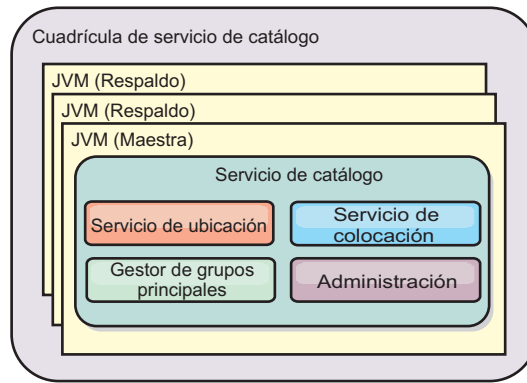 Cuadrícula de servicio de catálogo
JVM (Respaldo)
JVM (Respaldo)
JVM (Maestra)
Servicio de catálogo
Servicio de ubicación
Servicio de
colocación
Gestor de grupos
principales
Administración